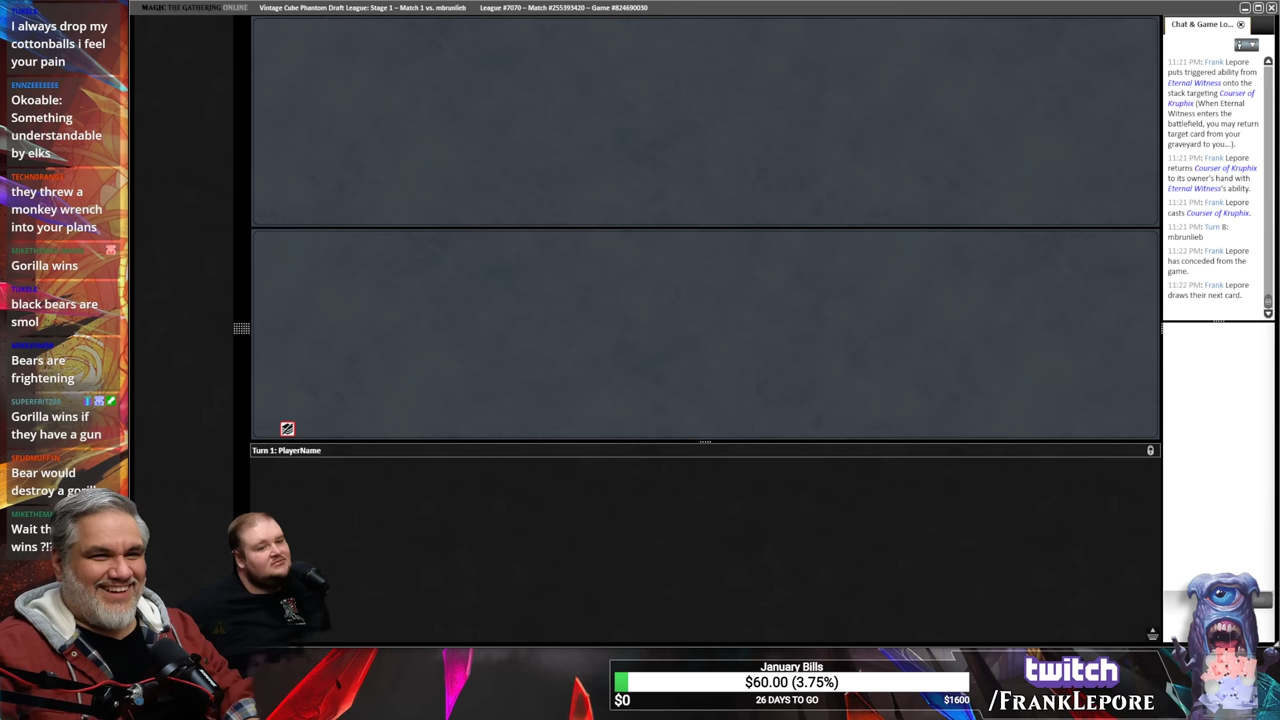 MAGIC THE GATHERING ONLINE
Vintage Cube Phantom Draft League: Stage 1 – Match 1 vs. mbrunlieb
League #7070 – Match #255393420 – Game #824690030
I always drop my
cottonballs i feel
your pain
ENNZEEEEEE
Okoable:
Something
understandable
by elks
they threw a
monkey wrench
into your plans
Gorilla wins
black bears are
smol
Bears are
frightening
Gorilla wins if
they have a gun
Bear would
destroy a
wins ?!?
Turn 1: PlayerName
Chat & Game Lo...
11:21 PM: Frank Lepore
puts triggered ability from
Eternal Witness onto the
stack targeting Courser of
Kruphix (When Eternal
Witness enters the
battlefield, you may return
target card from your
graveyard to you...).
11:21 PM: Frank Lepore
returns Courser of Kruphix
to its owner's hand with
Eternal Witness's ability.
11:21 PM: Frank Lepore
casts Courser of Kruphix.
11:21 PM: Turn 8:
mbrunlieb
11:22 PM: Frank Lepore
has conceded from the
game.
11:22 PM: Frank Lepore
draws their next card.
January Bills
$60.00 (3.75%)
$0
26 DAYS TO GO
$1600
twitch
/FRANKLEPORE